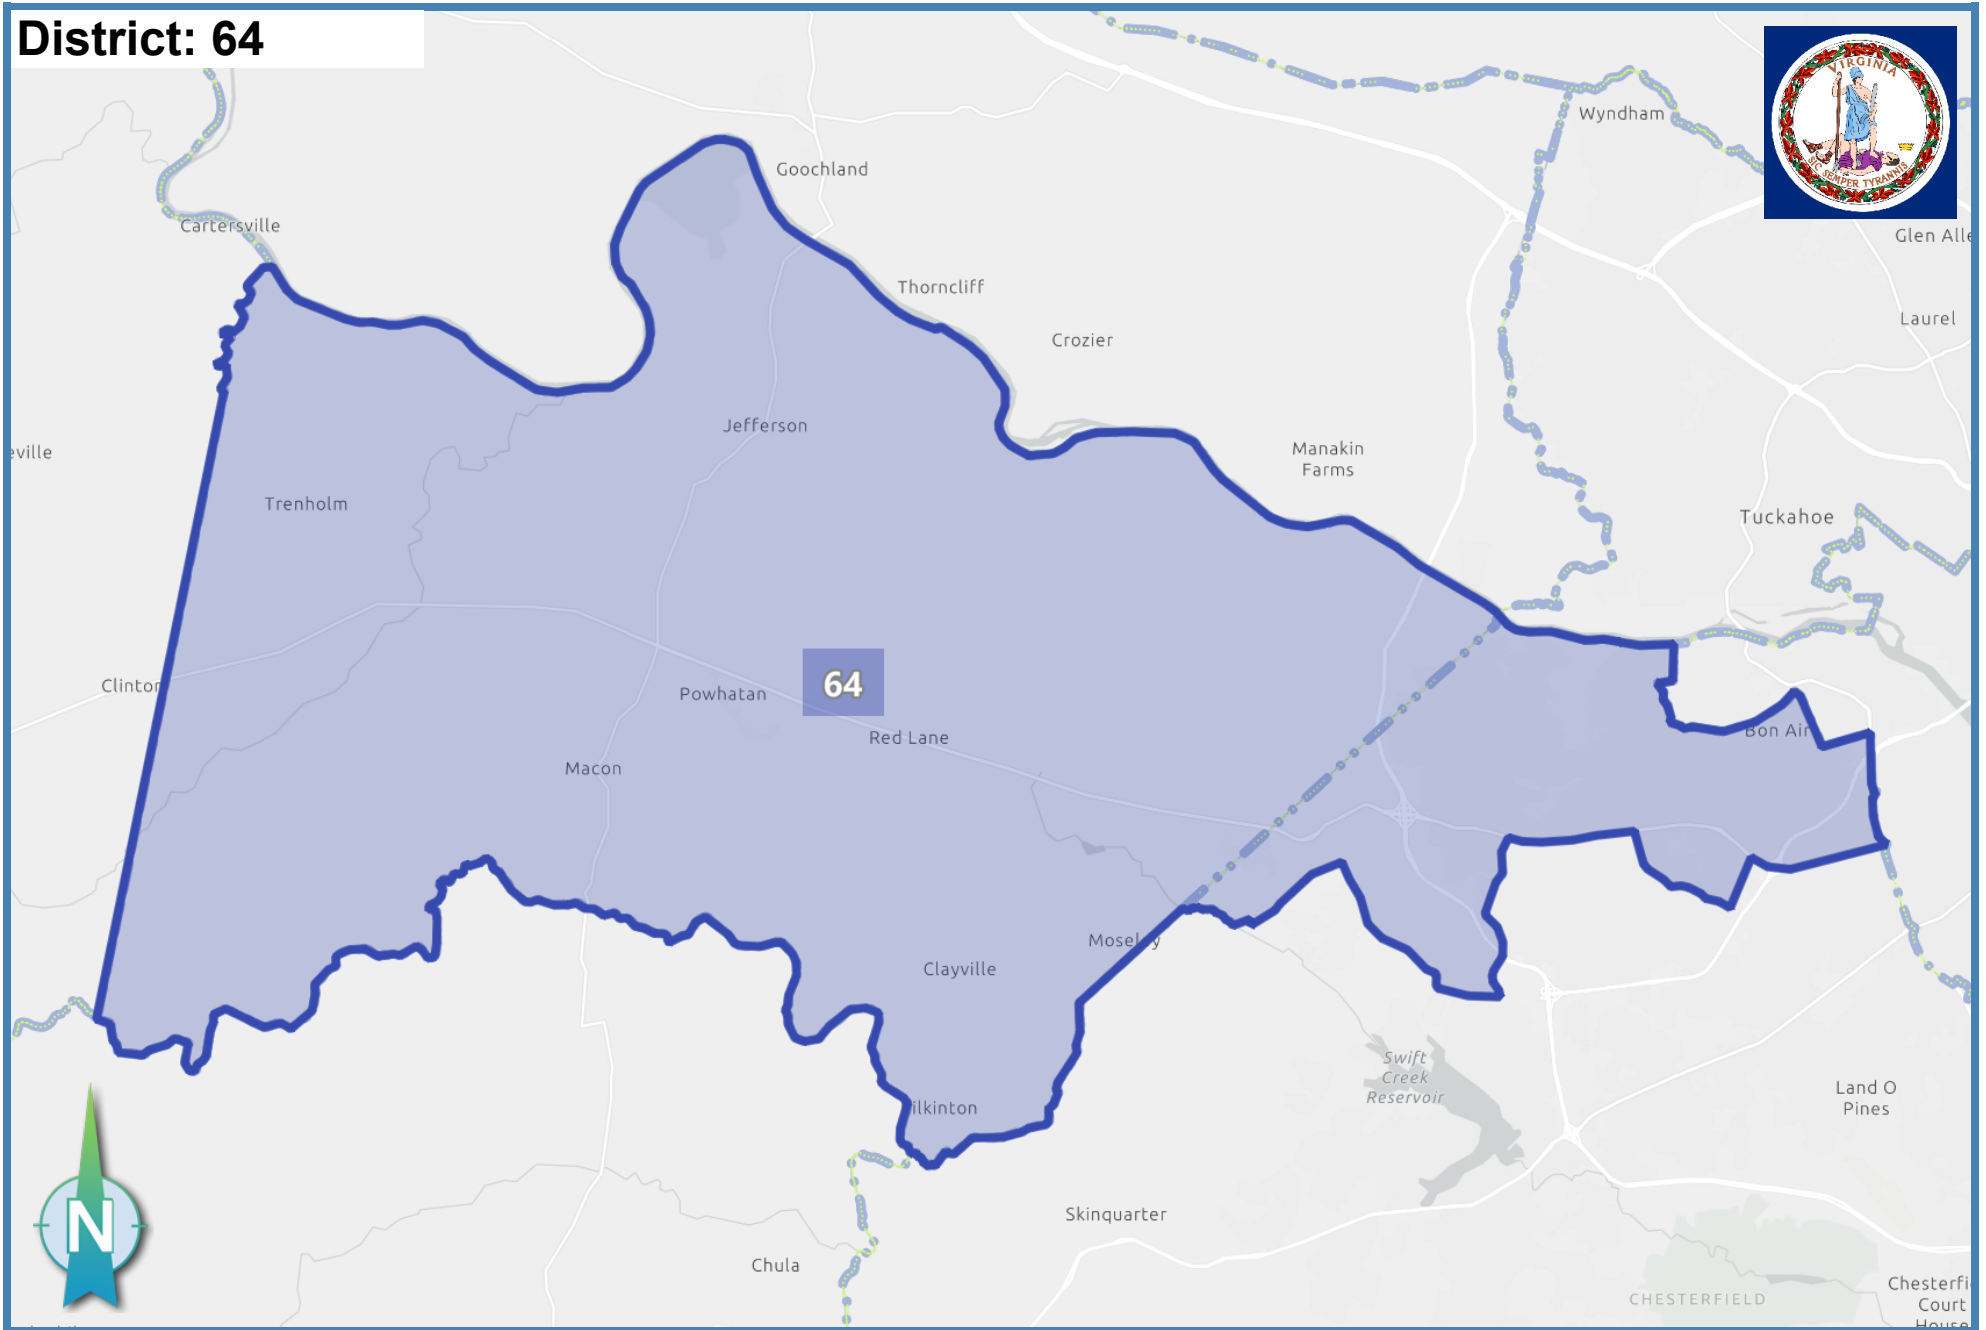 District: 64
VIRGINIA
SIC SEMPER TYRANNIS
Wyndham
Goochland
Cartersville
Glen Alle
Thorncliff
Laurel
Crozier
Jefferson
Manakin
Farms
eville
Trenholm
Tuckahoe
Clinton
64
Powhatan
Red Lane
Bon Air
Macon
Moseley
Clayville
Swift
Creek
Reservoir
ilkinton
Land O
Pines
N
Skinquarter
Chula
Chesterfi
Court
House
CHESTERFIELD